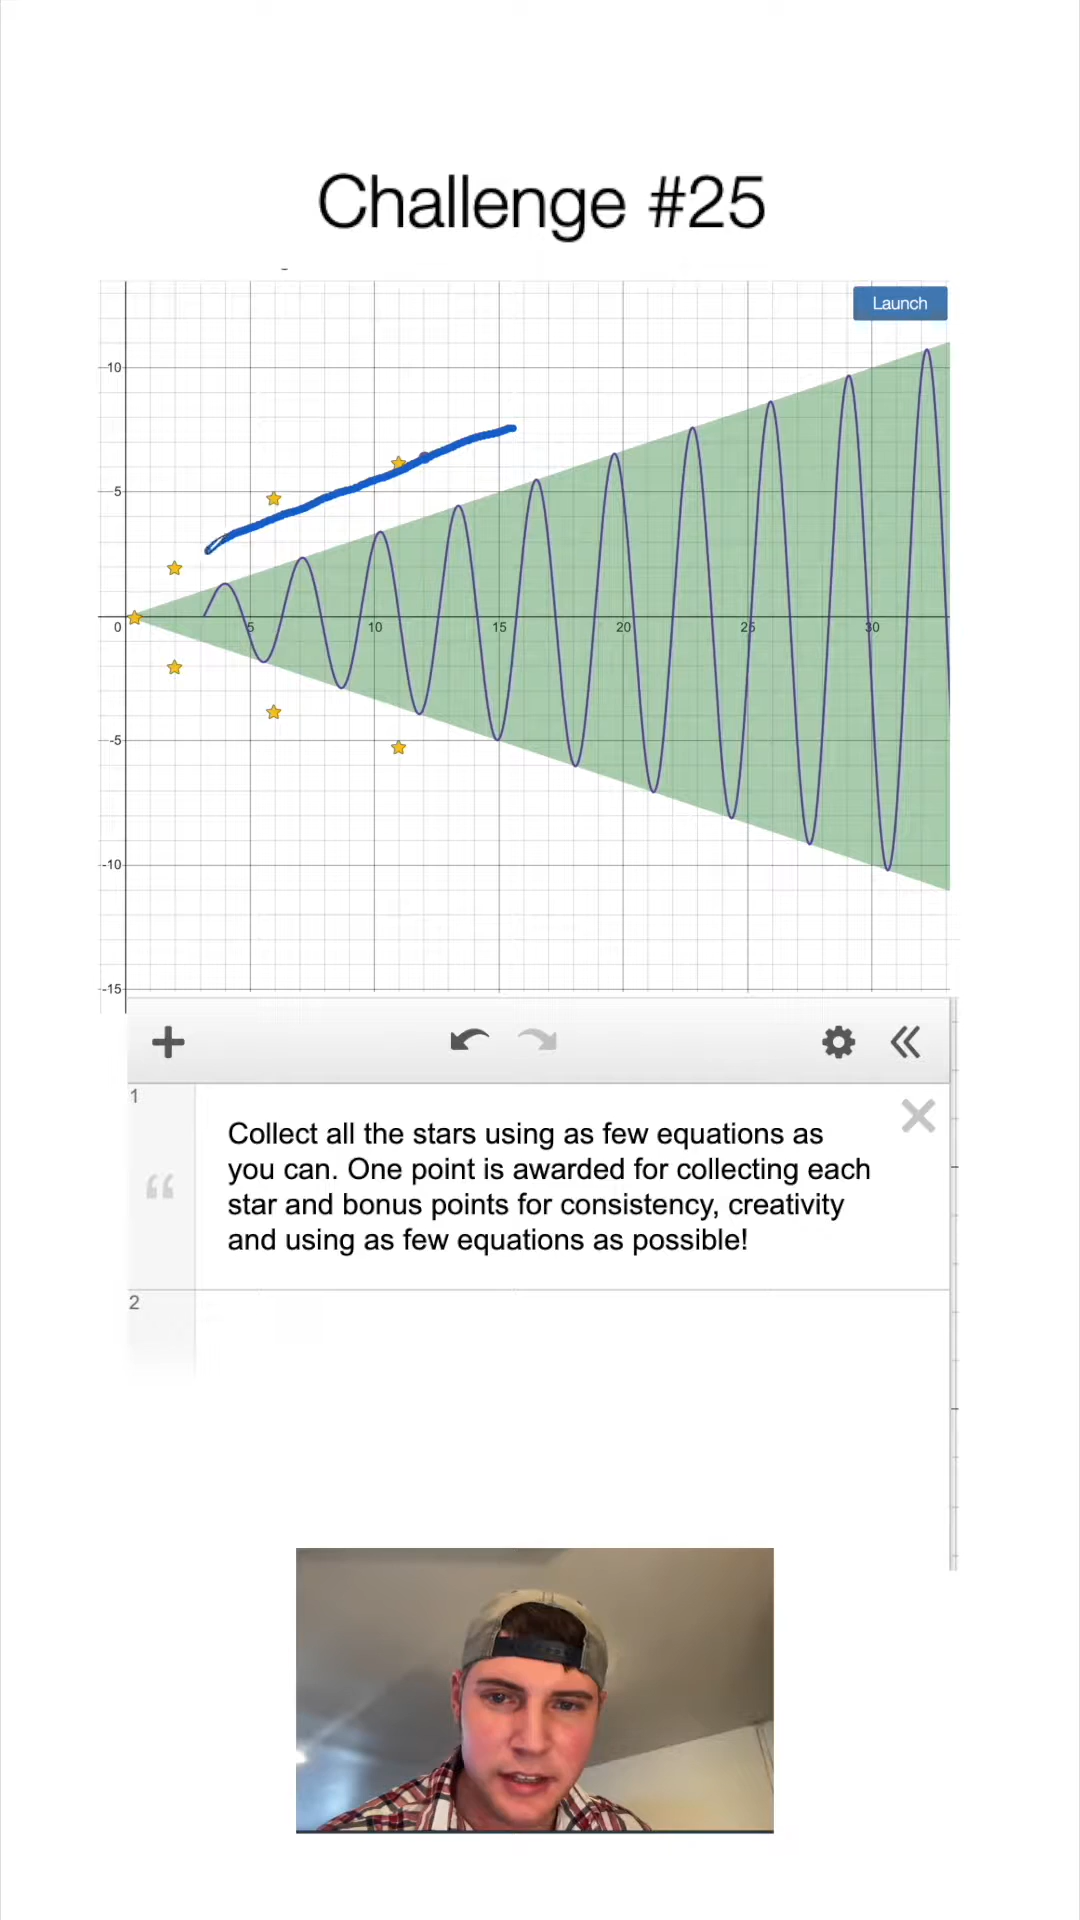 Challenge #25
Launch
10
5
0
5
10
15
20
25
30
-5
-10
-15
1
Collect all the stars using as few equations as
you can. One point is awarded for collecting each
star and bonus points for consistency, creativity
and using as few equations as possible!
2